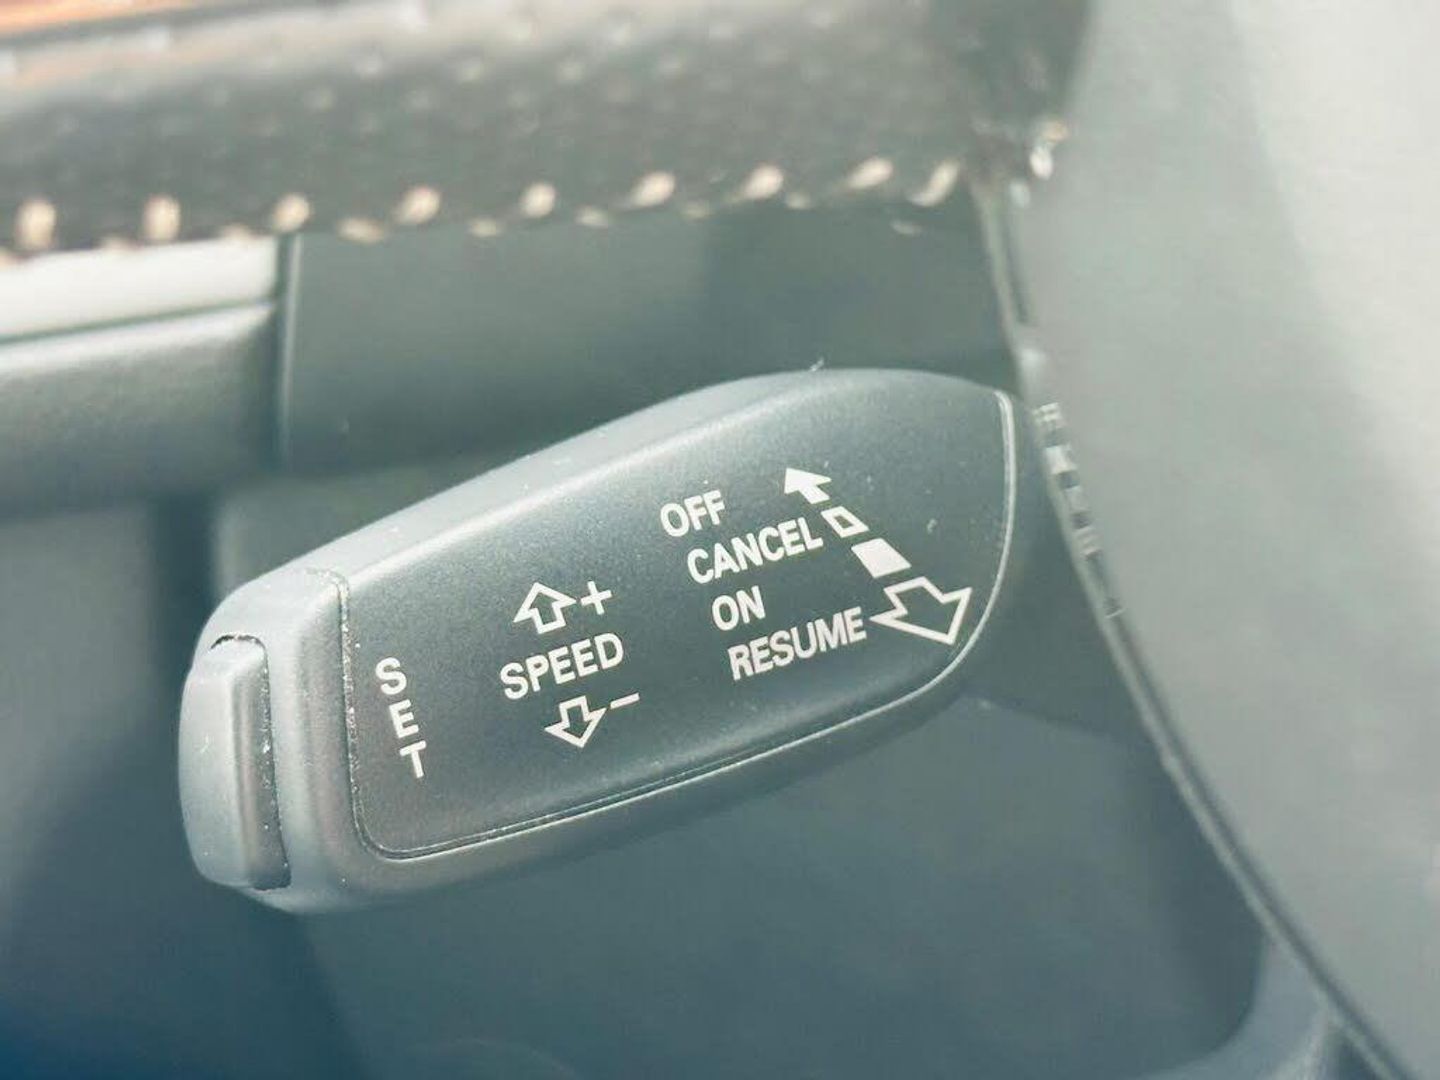 OFF
CANCEL
ON
RESUME
+
SPEED
−
SET